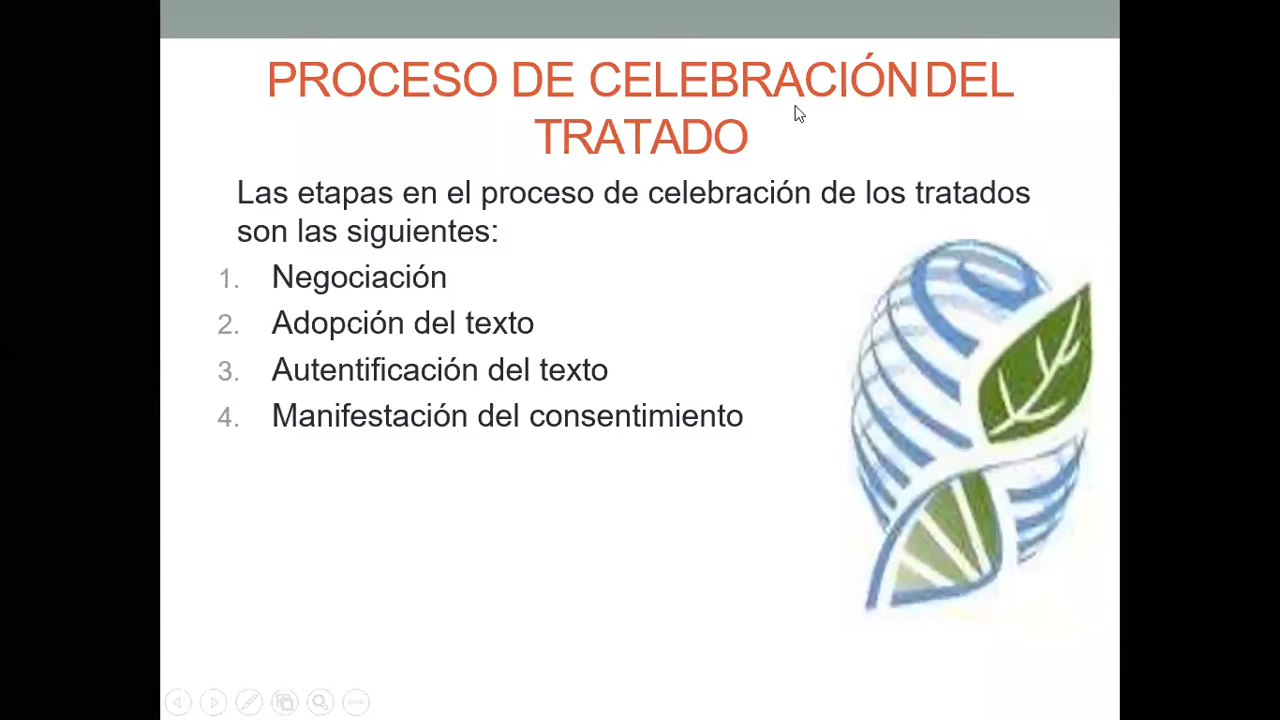 PROCESO DE CELEBRACIÓN DEL
TRATADO
Las etapas en el proceso de celebración de los tratados
son las siguientes:
1. Negociación
2. Adopción del texto
3. Autentificación del texto
4. Manifestación del consentimiento